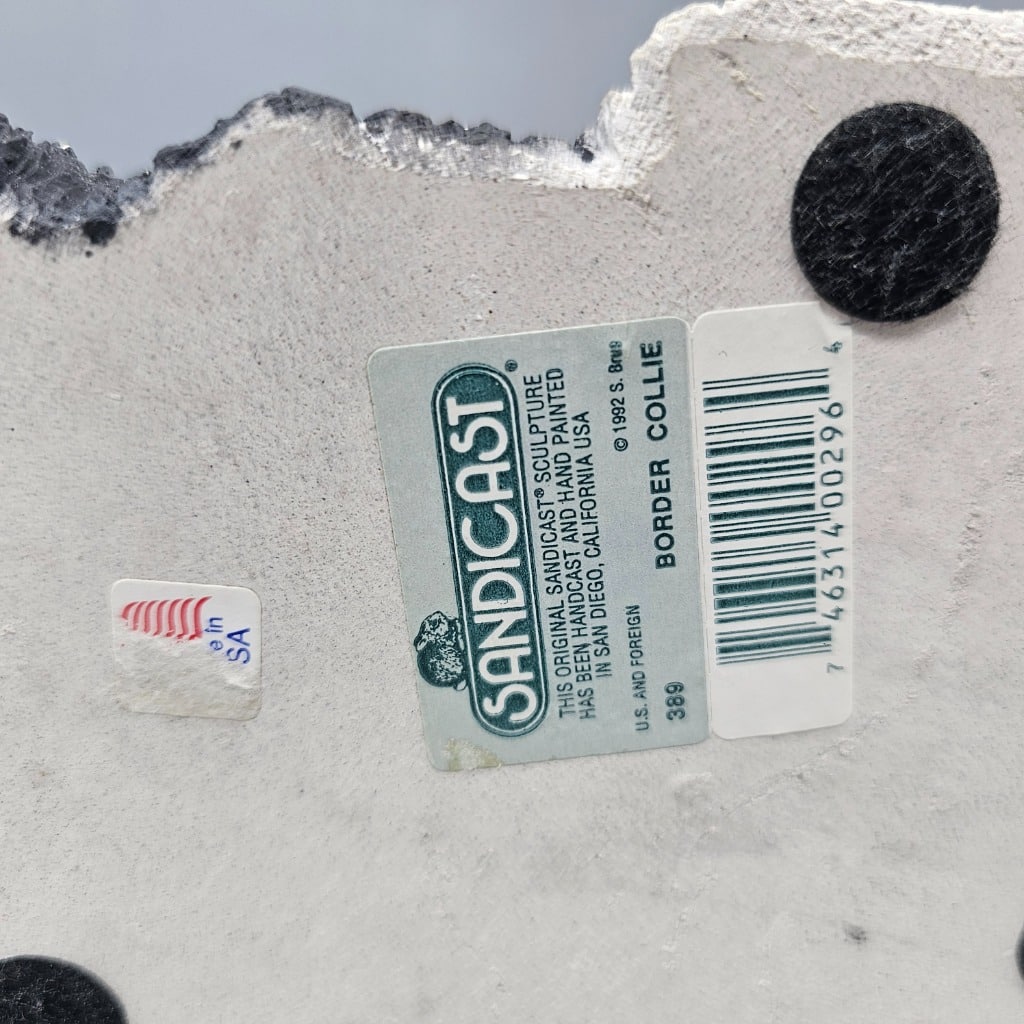 SANDICAST®
THIS ORIGINAL SANDICAST® SCULPTURE
HAS BEEN HANDCAST AND HAND PAINTED
IN SAN DIEGO, CALIFORNIA USA
U.S. AND FOREIGN © 1992 S. Brue
389 BORDER COLLIE
7 46314 00296 4
e in
SA